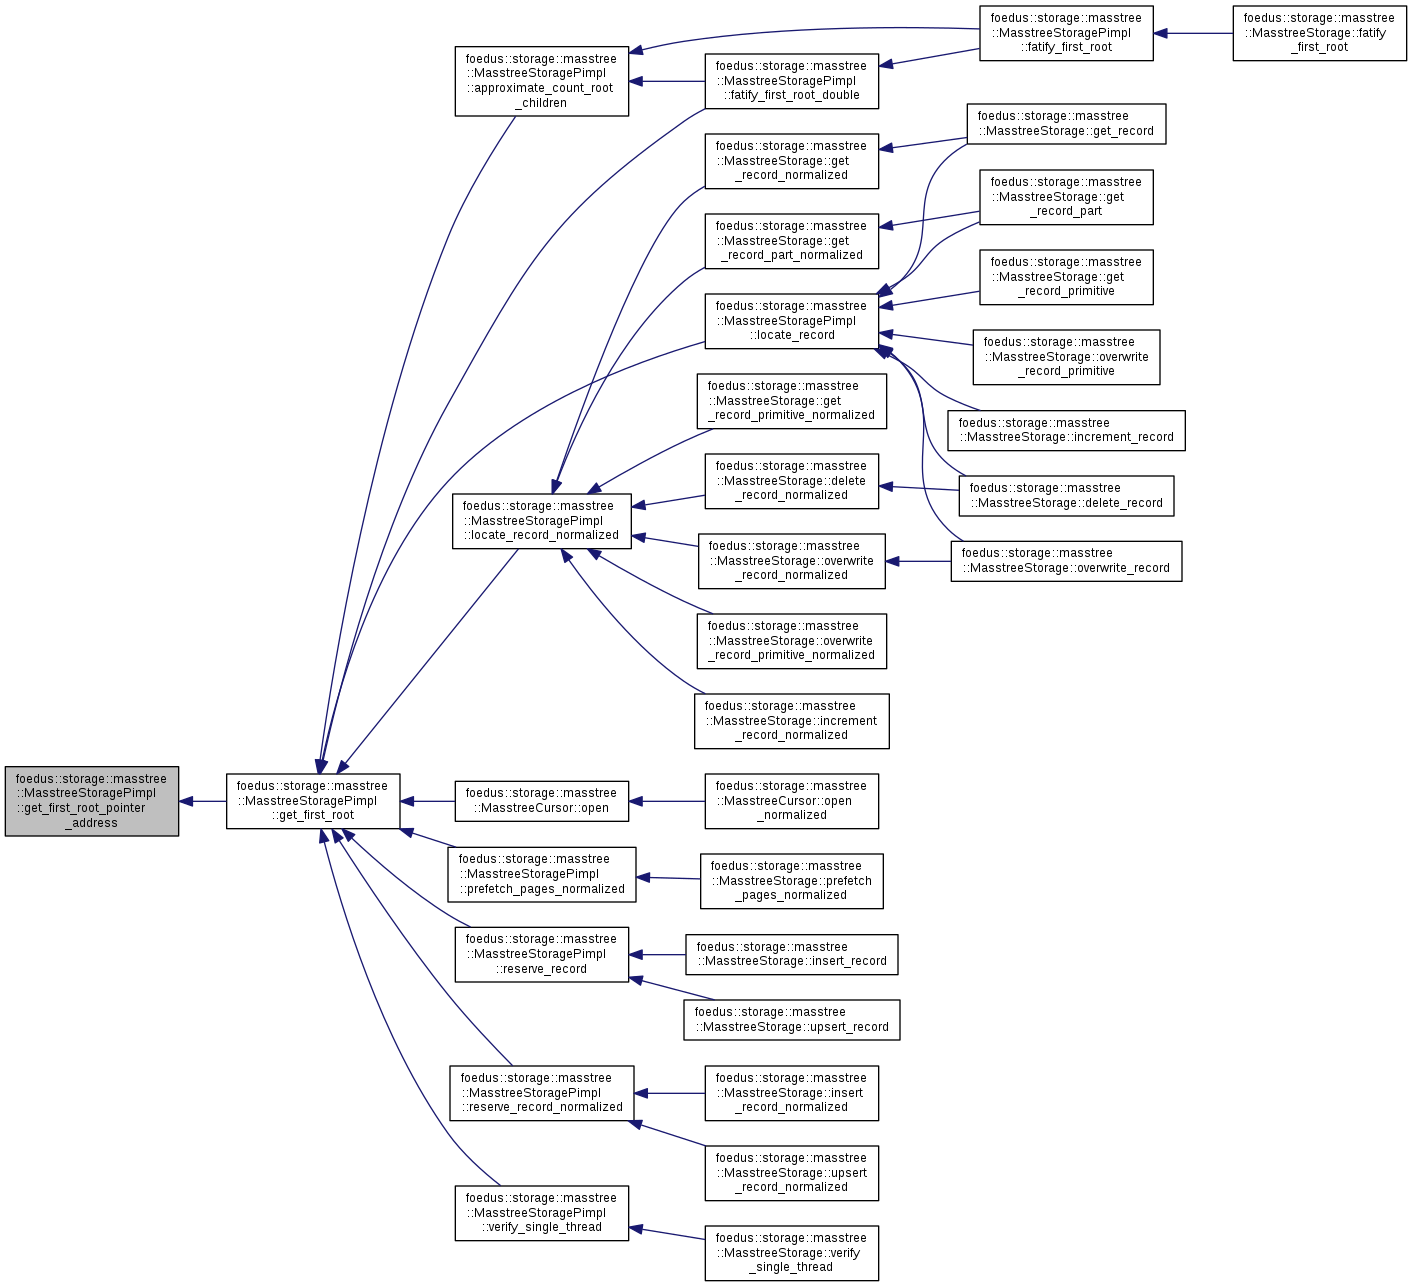 foedus::storage::masstree
::MasstreeStoragePimpl
::get_first_root_pointer
_address
foedus::storage::masstree
::MasstreeStoragePimpl
::get_first_root
foedus::storage::masstree
::MasstreeStoragePimpl
::approximate_count_root
_children
foedus::storage::masstree
::MasstreeStoragePimpl
::locate_record_normalized
foedus::storage::masstree
::MasstreeCursor::open
foedus::storage::masstree
::MasstreeStoragePimpl
::prefetch_pages_normalized
foedus::storage::masstree
::MasstreeStoragePimpl
::reserve_record
foedus::storage::masstree
::MasstreeStoragePimpl
::reserve_record_normalized
foedus::storage::masstree
::MasstreeStoragePimpl
::verify_single_thread
foedus::storage::masstree
::MasstreeStoragePimpl
::fatify_first_root_double
foedus::storage::masstree
::MasstreeStorage::get
_record_normalized
foedus::storage::masstree
::MasstreeStorage::get
_record_part_normalized
foedus::storage::masstree
::MasstreeStoragePimpl
::locate_record
foedus::storage::masstree
::MasstreeStorage::get
_record_primitive_normalized
foedus::storage::masstree
::MasstreeStorage::delete
_record_normalized
foedus::storage::masstree
::MasstreeStorage::overwrite
_record_normalized
foedus::storage::masstree
::MasstreeStorage::overwrite
_record_primitive_normalized
foedus::storage::masstree
::MasstreeStorage::increment
_record_normalized
foedus::storage::masstree
::MasstreeCursor::open
_normalized
foedus::storage::masstree
::MasstreeStorage::prefetch
_pages_normalized
foedus::storage::masstree
::MasstreeStorage::insert_record
foedus::storage::masstree
::MasstreeStorage::upsert_record
foedus::storage::masstree
::MasstreeStorage::insert
_record_normalized
foedus::storage::masstree
::MasstreeStorage::upsert
_record_normalized
foedus::storage::masstree
::MasstreeStorage::verify
_single_thread
foedus::storage::masstree
::MasstreeStoragePimpl
::fatify_first_root
foedus::storage::masstree
::MasstreeStorage::get_record
foedus::storage::masstree
::MasstreeStorage::get
_record_part
foedus::storage::masstree
::MasstreeStorage::get
_record_primitive
foedus::storage::masstree
::MasstreeStorage::overwrite
_record_primitive
foedus::storage::masstree
::MasstreeStorage::increment_record
foedus::storage::masstree
::MasstreeStorage::delete_record
foedus::storage::masstree
::MasstreeStorage::overwrite_record
foedus::storage::masstree
::MasstreeStorage::fatify
_first_root